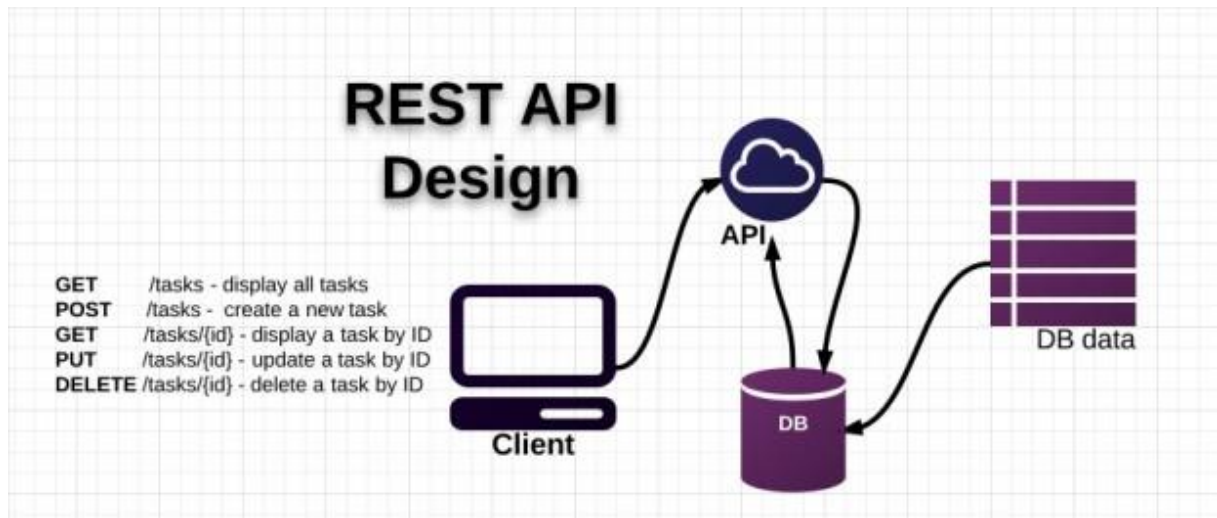 REST API
Design
GET /tasks - display all tasks
POST /tasks - create a new task
GET /tasks/{id} - display a task by ID
PUT /tasks/{id} - update a task by ID
DELETE /tasks/{id} - delete a task by ID
Client
API
DB
DB data